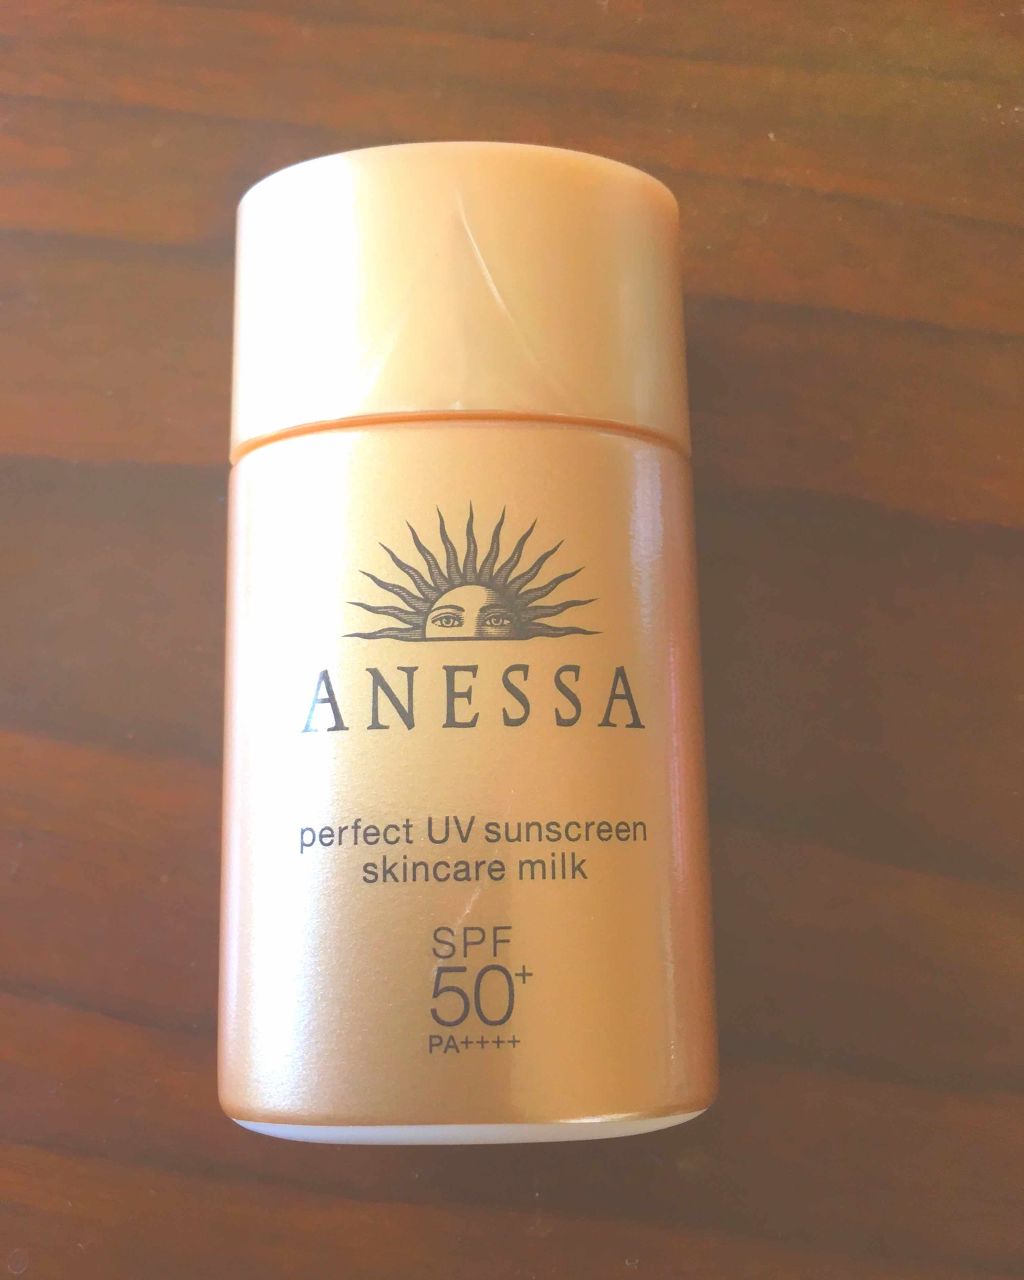 ANESSA
perfect UV sunscreen
skincare milk
SPF
50+
PA++++